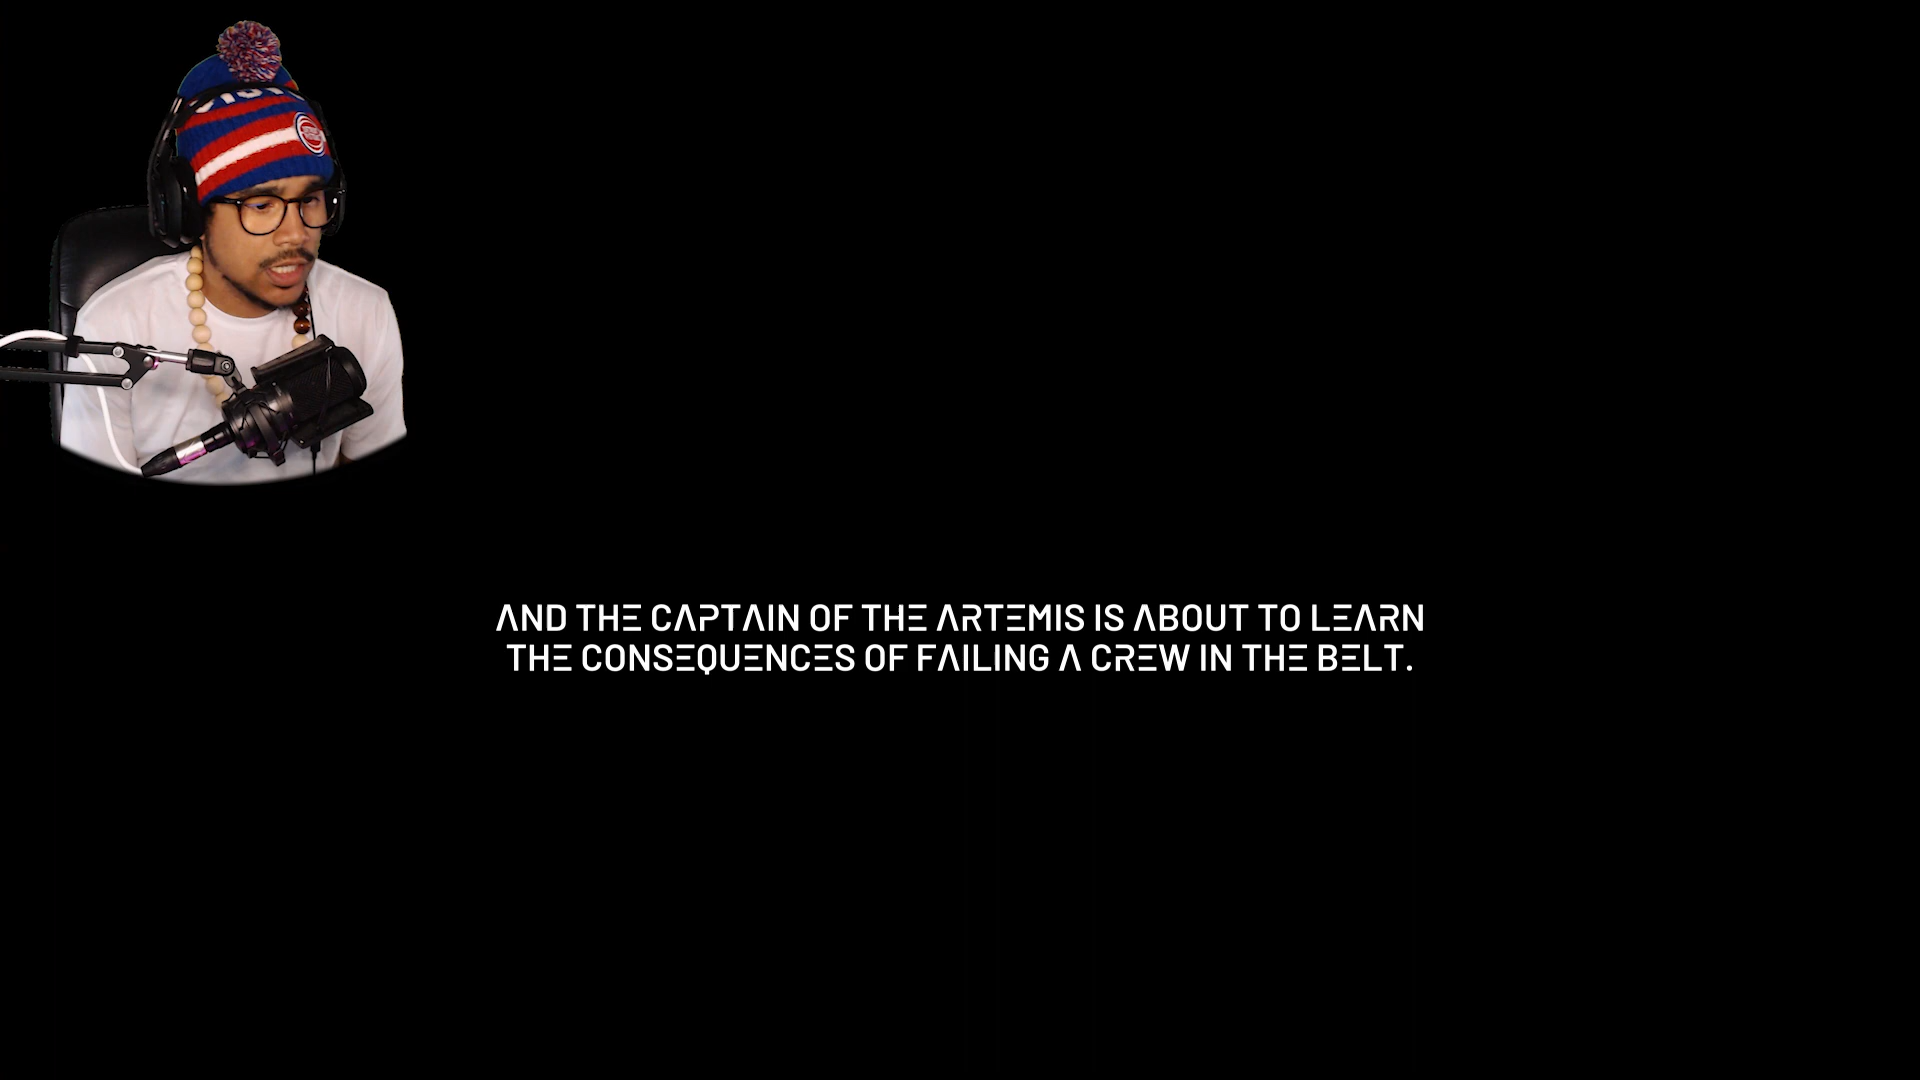 AND THE CAPTAIN OF THE ARTEMIS IS ABOUT TO LEARN
THE CONSEQUENCES OF FAILING A CREW IN THE BELT.